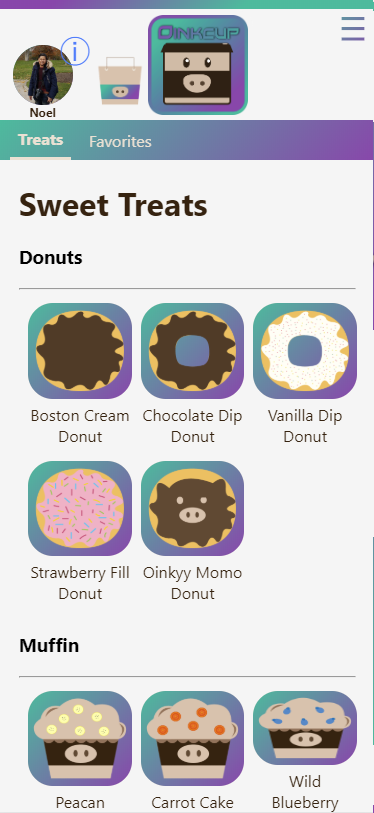 OINKCUP
Noel
Treats Favorites
Sweet Treats
Donuts
Boston Cream Donut
Chocolate Dip Donut
Vanilla Dip Donut
Strawberry Fill Donut
Oinkyy Momo Donut
Muffin
Peacan
Carrot Cake
Wild Blueberry